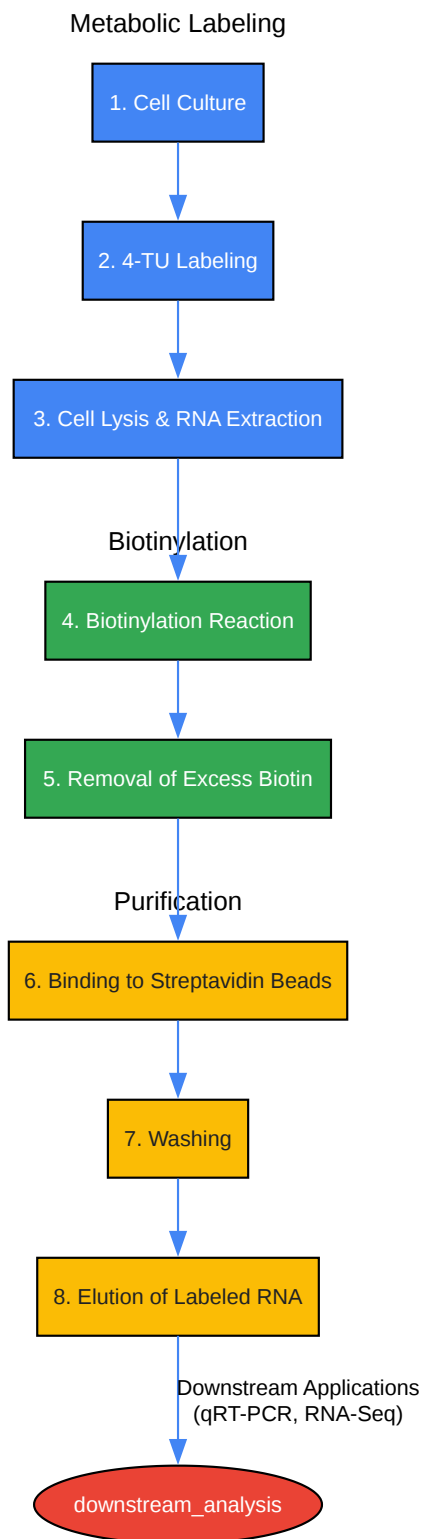 Metabolic Labeling
1. Cell Culture
2. 4-TU Labeling
3. Cell Lysis & RNA Extraction
Biotinylation
4. Biotinylation Reaction
5. Removal of Excess Biotin
Purification
6. Binding to Streptavidin Beads
7. Washing
8. Elution of Labeled RNA
Downstream Applications
(qRT-PCR, RNA-Seq)
downstream_analysis